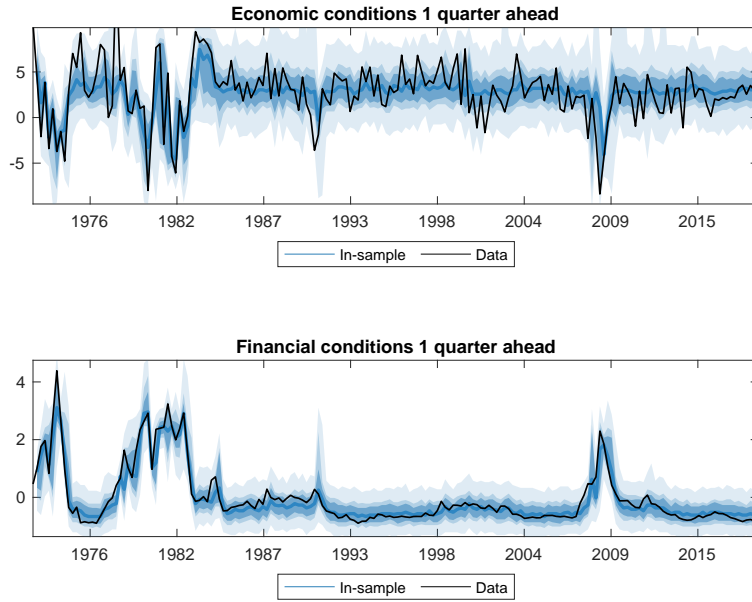 Economic conditions 1 quarter ahead
5
0
-5
1976 1982 1987 1993 1998 2004 2009 2015
In-sample Data
Financial conditions 1 quarter ahead
4
2
0
1976 1982 1987 1993 1998 2004 2009 2015
In-sample Data